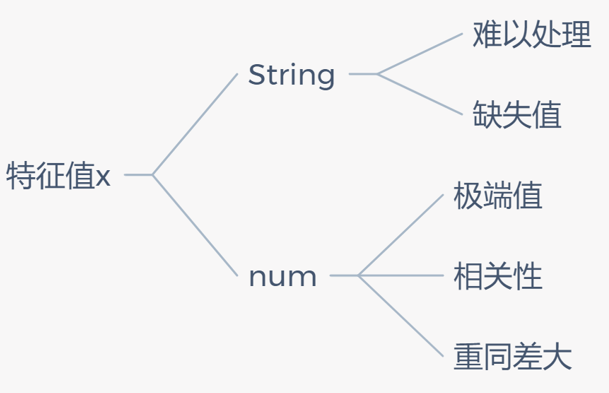 特征值x
String
难以处理
缺失值
num
极端值
相关性
重同差大